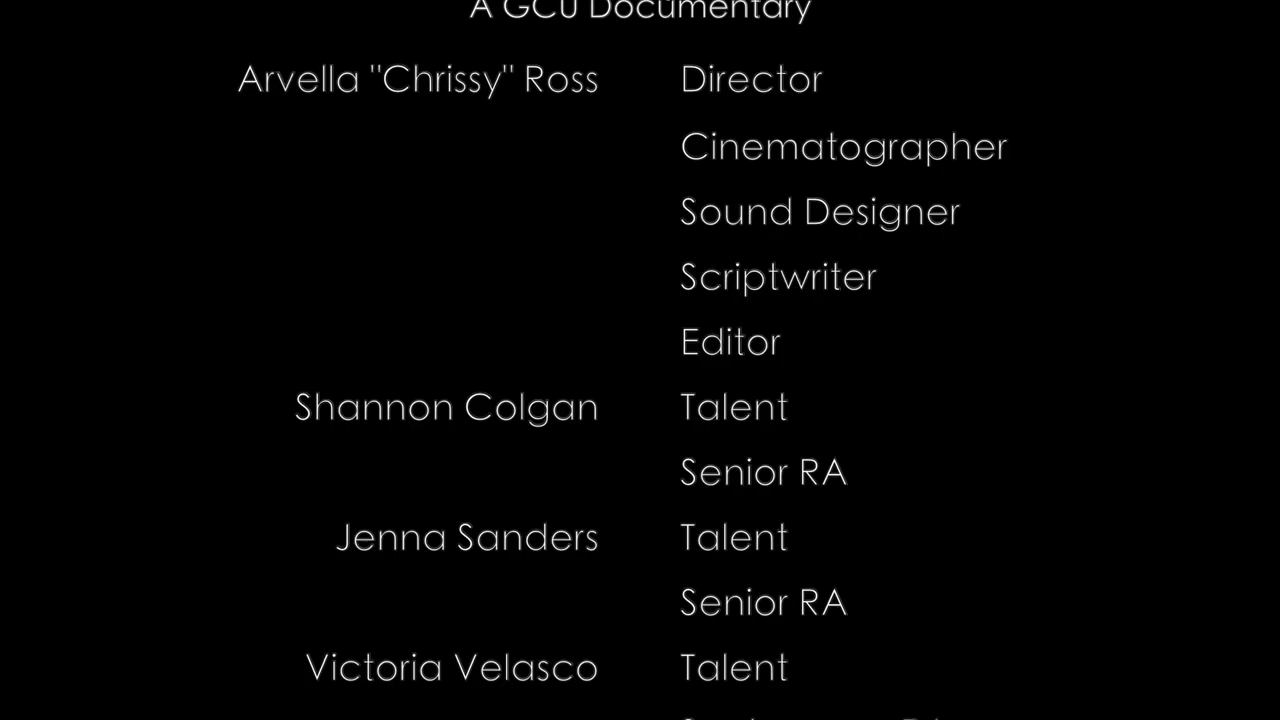 A GCU Documentary
Arvella "Chrissy" Ross Director
Cinematographer
Sound Designer
Scriptwriter
Editor
Shannon Colgan Talent
Senior RA
Jenna Sanders Talent
Senior RA
Victoria Velasco Talent